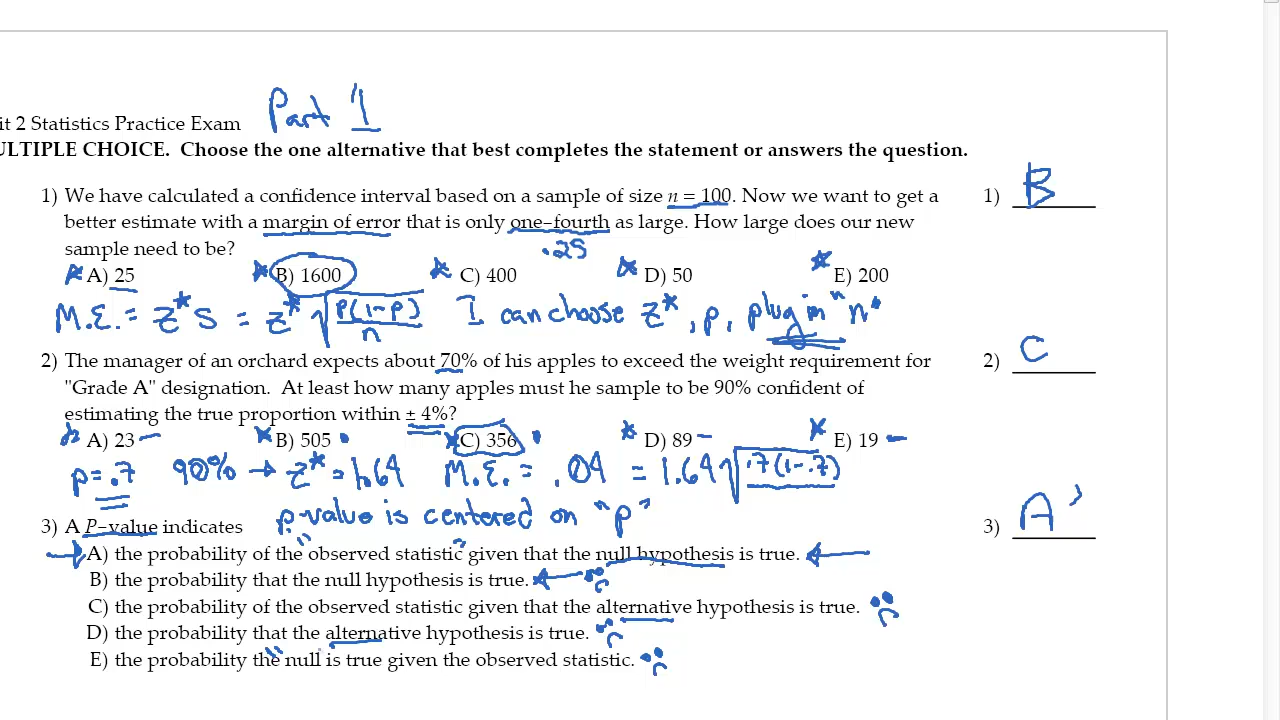 Part 1
it 2 Statistics Practice Exam
ULTIPLE CHOICE. Choose the one alternative that best completes the statement or answers the question.
1) We have calculated a confidence interval based on a sample of size n = 100. Now we want to get a 1) B
better estimate with a margin of error that is only one-fourth as large. How large does our new
sample need to be? .25
A) 25 B) 1600 C) 400 D) 50 E) 200
M.E. = z* S = z* √p(1-p)/n I can choose z*, p, plug in "n"
2) The manager of an orchard expects about 70% of his apples to exceed the weight requirement for 2) C
"Grade A" designation. At least how many apples must he sample to be 90% confident of
estimating the true proportion within ± 4%?
A) 23 B) 505 C) 356 D) 89 E) 19
p = .7 90% → z* = 1.64 M.E. = .04 = 1.64 √.7(1-.7)
p-value is centered on "p"
3) A P-value indicates 3) A
A) the probability of the observed statistic given that the null hypothesis is true.
B) the probability that the null hypothesis is true.
C) the probability of the observed statistic given that the alternative hypothesis is true.
D) the probability that the alternative hypothesis is true.
E) the probability the null is true given the observed statistic.